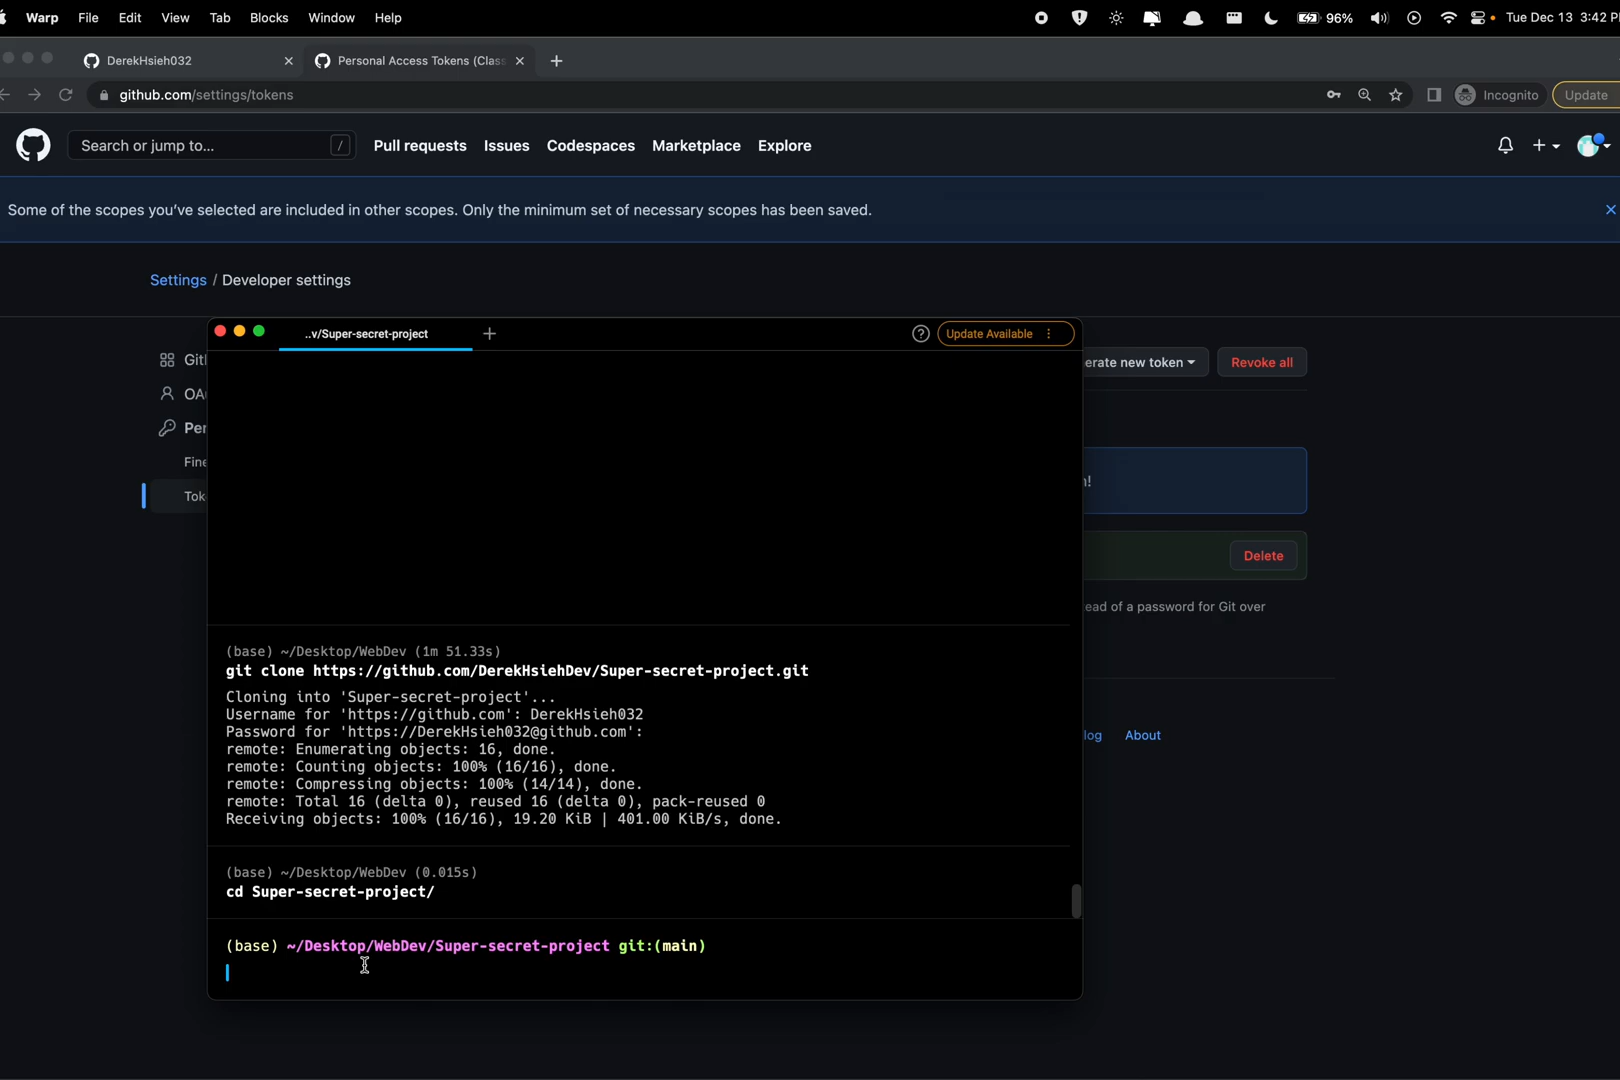 Warp File Edit View Tab Blocks Window Help 96% Tue Dec 13 3:42 P
DerekHsieh032 Personal Access Tokens (Clas
github.com/settings/tokens Incognito Update
Search or jump to... / Pull requests Issues Codespaces Marketplace Explore
Some of the scopes you've selected are included in other scopes. Only the minimum set of necessary scopes has been saved.
Settings / Developer settings
..v/Super-secret-project Update Available
Git
OA
Per
Fine
Tok
erate new token Revoke all
n!
Delete
ead of a password for Git over
log About
(base) ~/Desktop/WebDev (1m 51.33s)
git clone https://github.com/DerekHsiehDev/Super-secret-project.git
Cloning into 'Super-secret-project'...
Username for 'https://github.com': DerekHsieh032
Password for 'https://DerekHsieh032@github.com':
remote: Enumerating objects: 16, done.
remote: Counting objects: 100% (16/16), done.
remote: Compressing objects: 100% (14/14), done.
remote: Total 16 (delta 0), reused 16 (delta 0), pack-reused 0
Receiving objects: 100% (16/16), 19.20 KiB | 401.00 KiB/s, done.
(base) ~/Desktop/WebDev (0.015s)
cd Super-secret-project/
(base) ~/Desktop/WebDev/Super-secret-project git:(main)